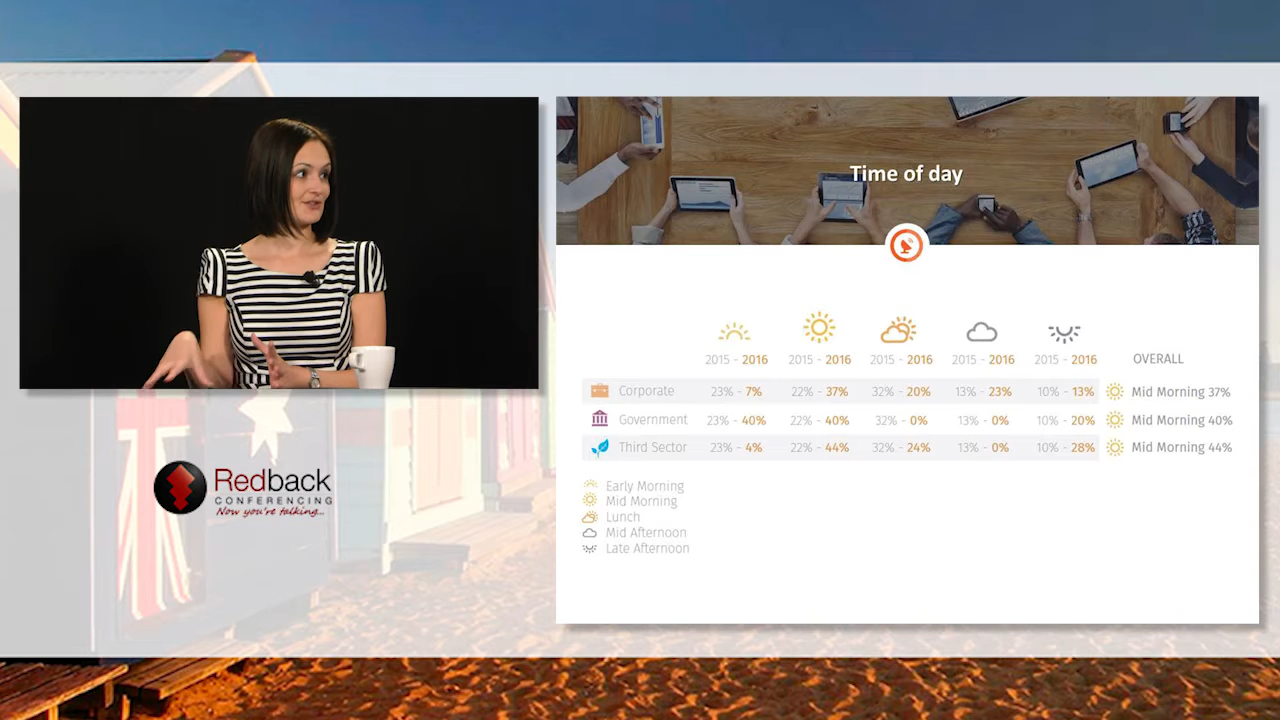 Time of day
2015 - 2016 2015 - 2016 2015 - 2016 2015 - 2016 2015 - 2016 OVERALL
Corporate 23% - 7% 22% - 37% 32% - 20% 13% - 23% 10% - 13% Mid Morning 37%
Government 23% - 40% 22% - 40% 32% - 0% 13% - 0% 10% - 20% Mid Morning 40%
Third Sector 23% - 4% 22% - 44% 32% - 24% 13% - 0% 10% - 28% Mid Morning 44%
Early Morning
Mid Morning
Lunch
Mid Afternoon
Late Afternoon
Redback
CONFERENCING
Now you're talking...